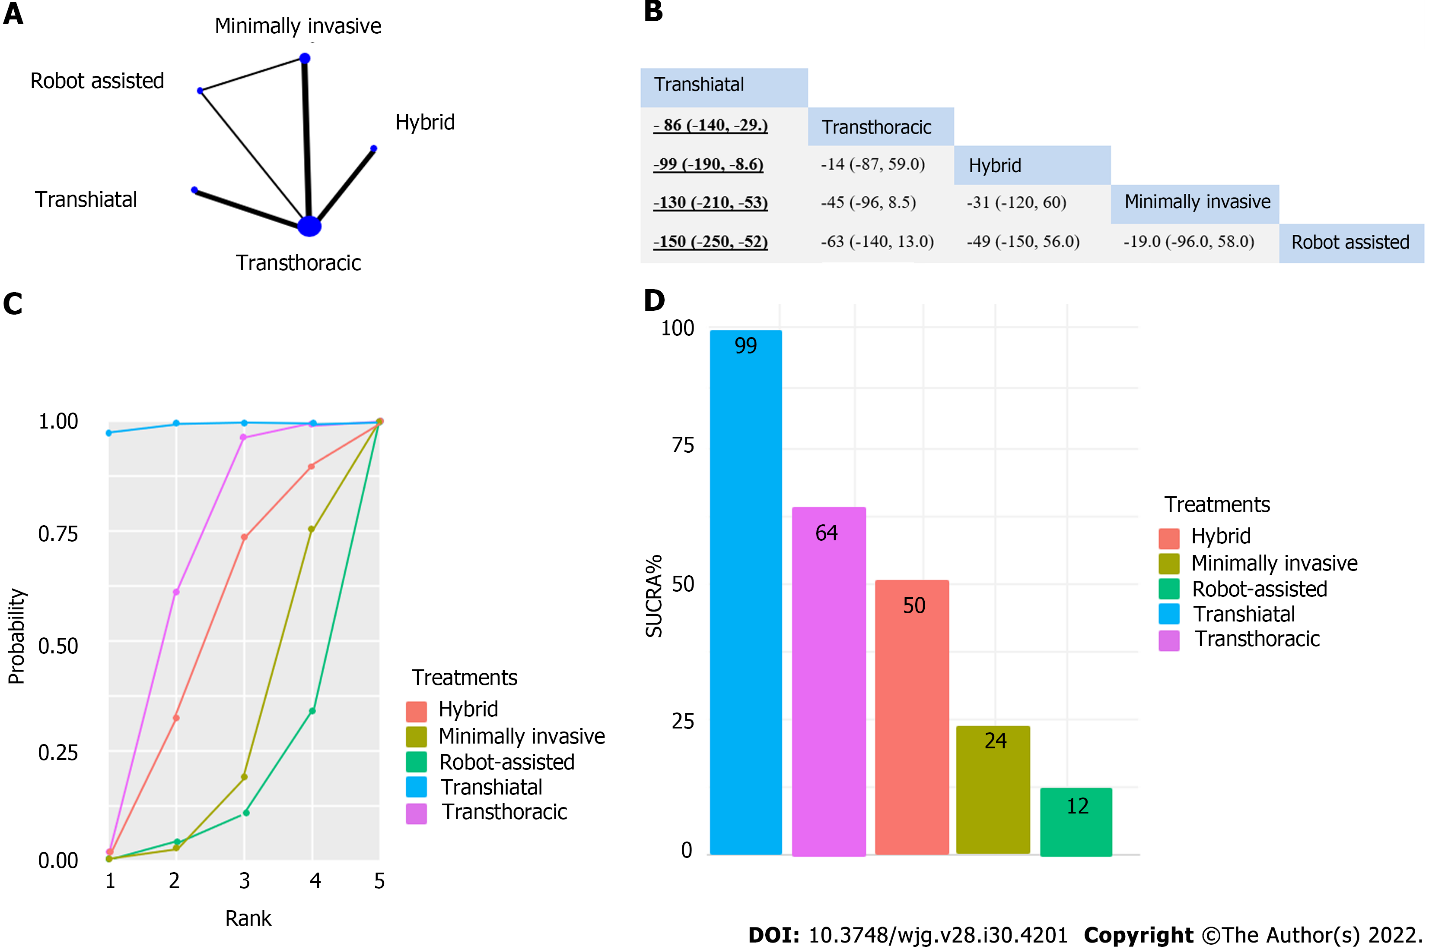 A
Minimally invasive
Robot assisted
Hybrid
Transhiatal
Transthoracic
B
Transhiatal
- 86 (-140, -29.) Transthoracic
-99 (-190, -8.6) -14 (-87, 59.0) Hybrid
-130 (-210, -53) -45 (-96, 8.5) -31 (-120, 60) Minimally invasive
-150 (-250, -52) -63 (-140, 13.0) -49 (-150, 56.0) -19.0 (-96.0, 58.0) Robot assisted
C
1.00
0.75
0.50
0.25
0.00
Probability
1 2 3 4 5
Rank
Treatments
Hybrid
Minimally invasive
Robot-assisted
Transhiatal
Transthoracic
D
100
75
50
25
0
SUCRA%
99
64
50
24
12
Treatments
Hybrid
Minimally invasive
Robot-assisted
Transhiatal
Transthoracic
DOI: 10.3748/wjg.v28.i30.4201 Copyright ©The Author(s) 2022.